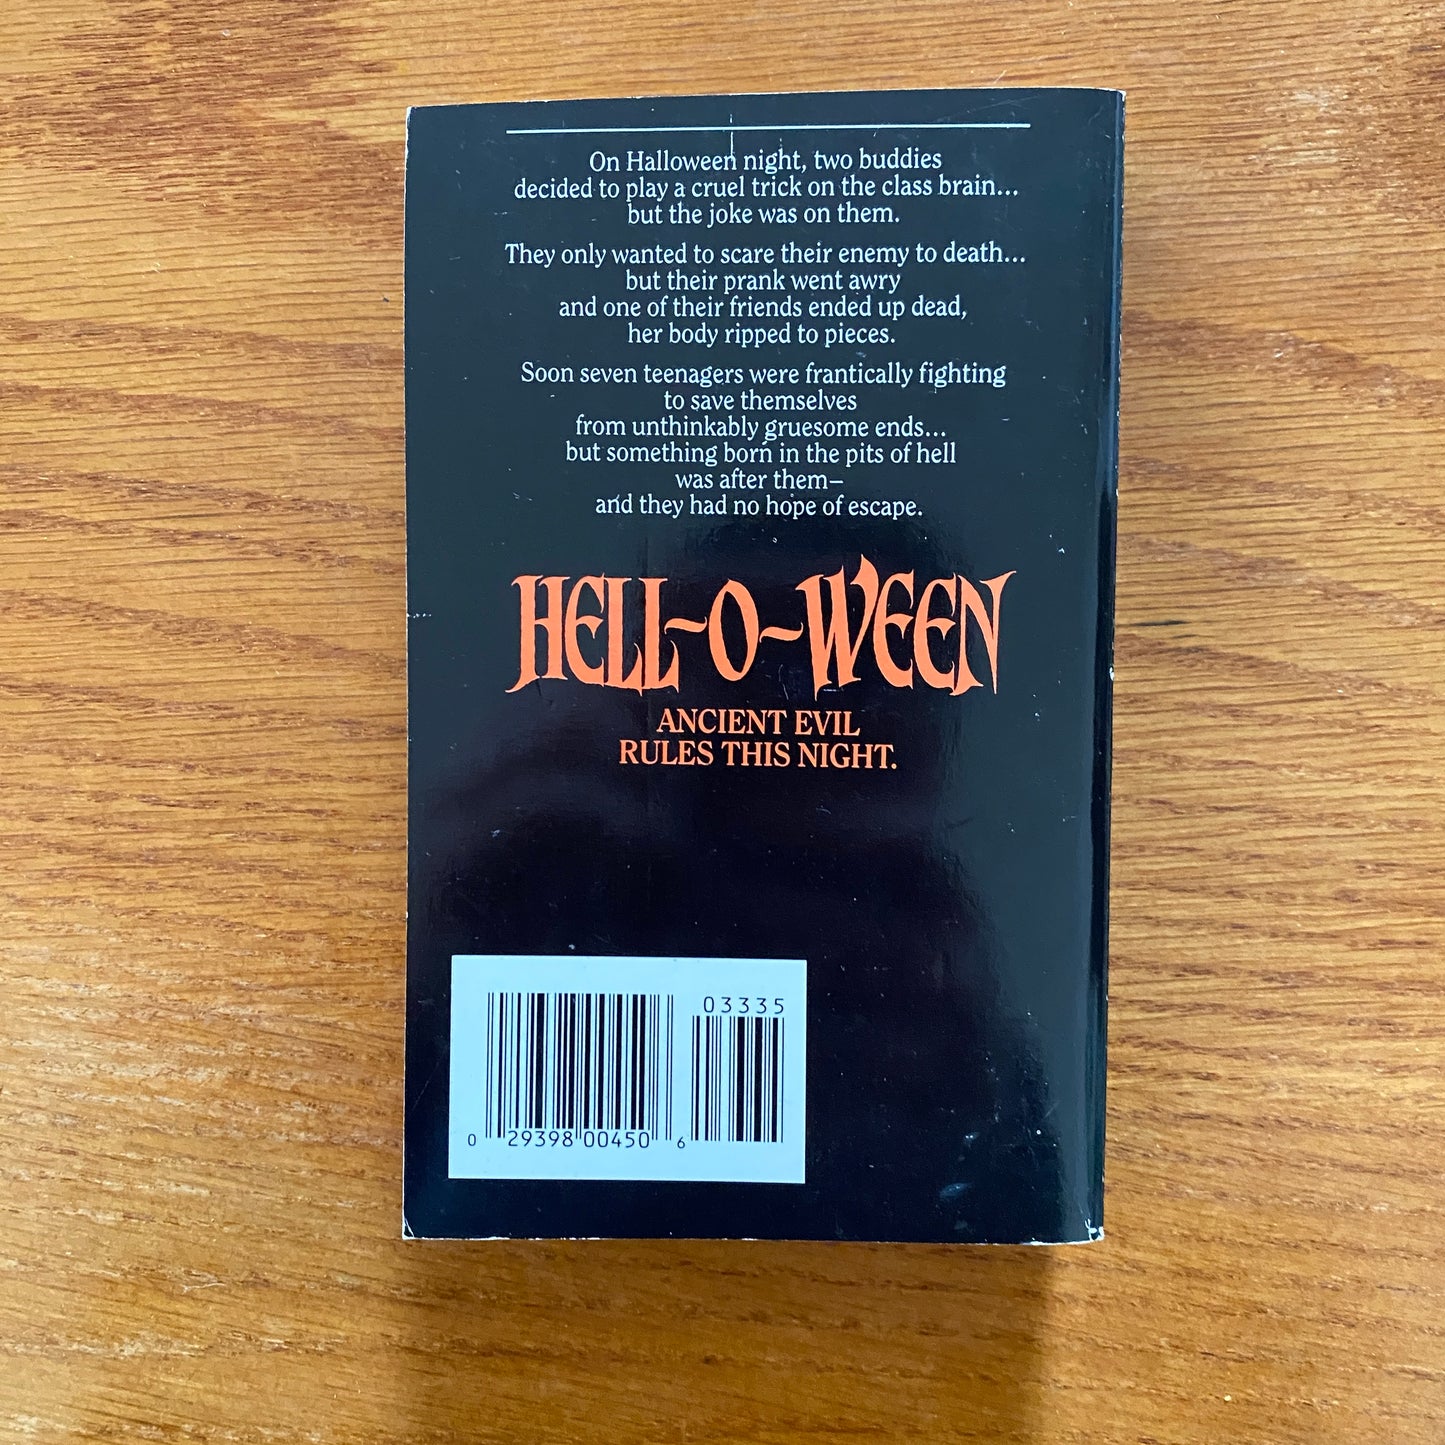 On Halloween night, two buddies
decided to play a cruel trick on the class brain...
but the joke was on them.
They only wanted to scare their enemy to death...
but their prank went awry
and one of their friends ended up dead,
her body ripped to pieces.
Soon seven teenagers were frantically fighting
to save themselves
from unthinkably gruesome ends...
but something born in the pits of hell
was after them—
and they had no hope of escape.
HELL-O-WEEN
ANCIENT EVIL
RULES THIS NIGHT.
03335
0 29398 00450 6